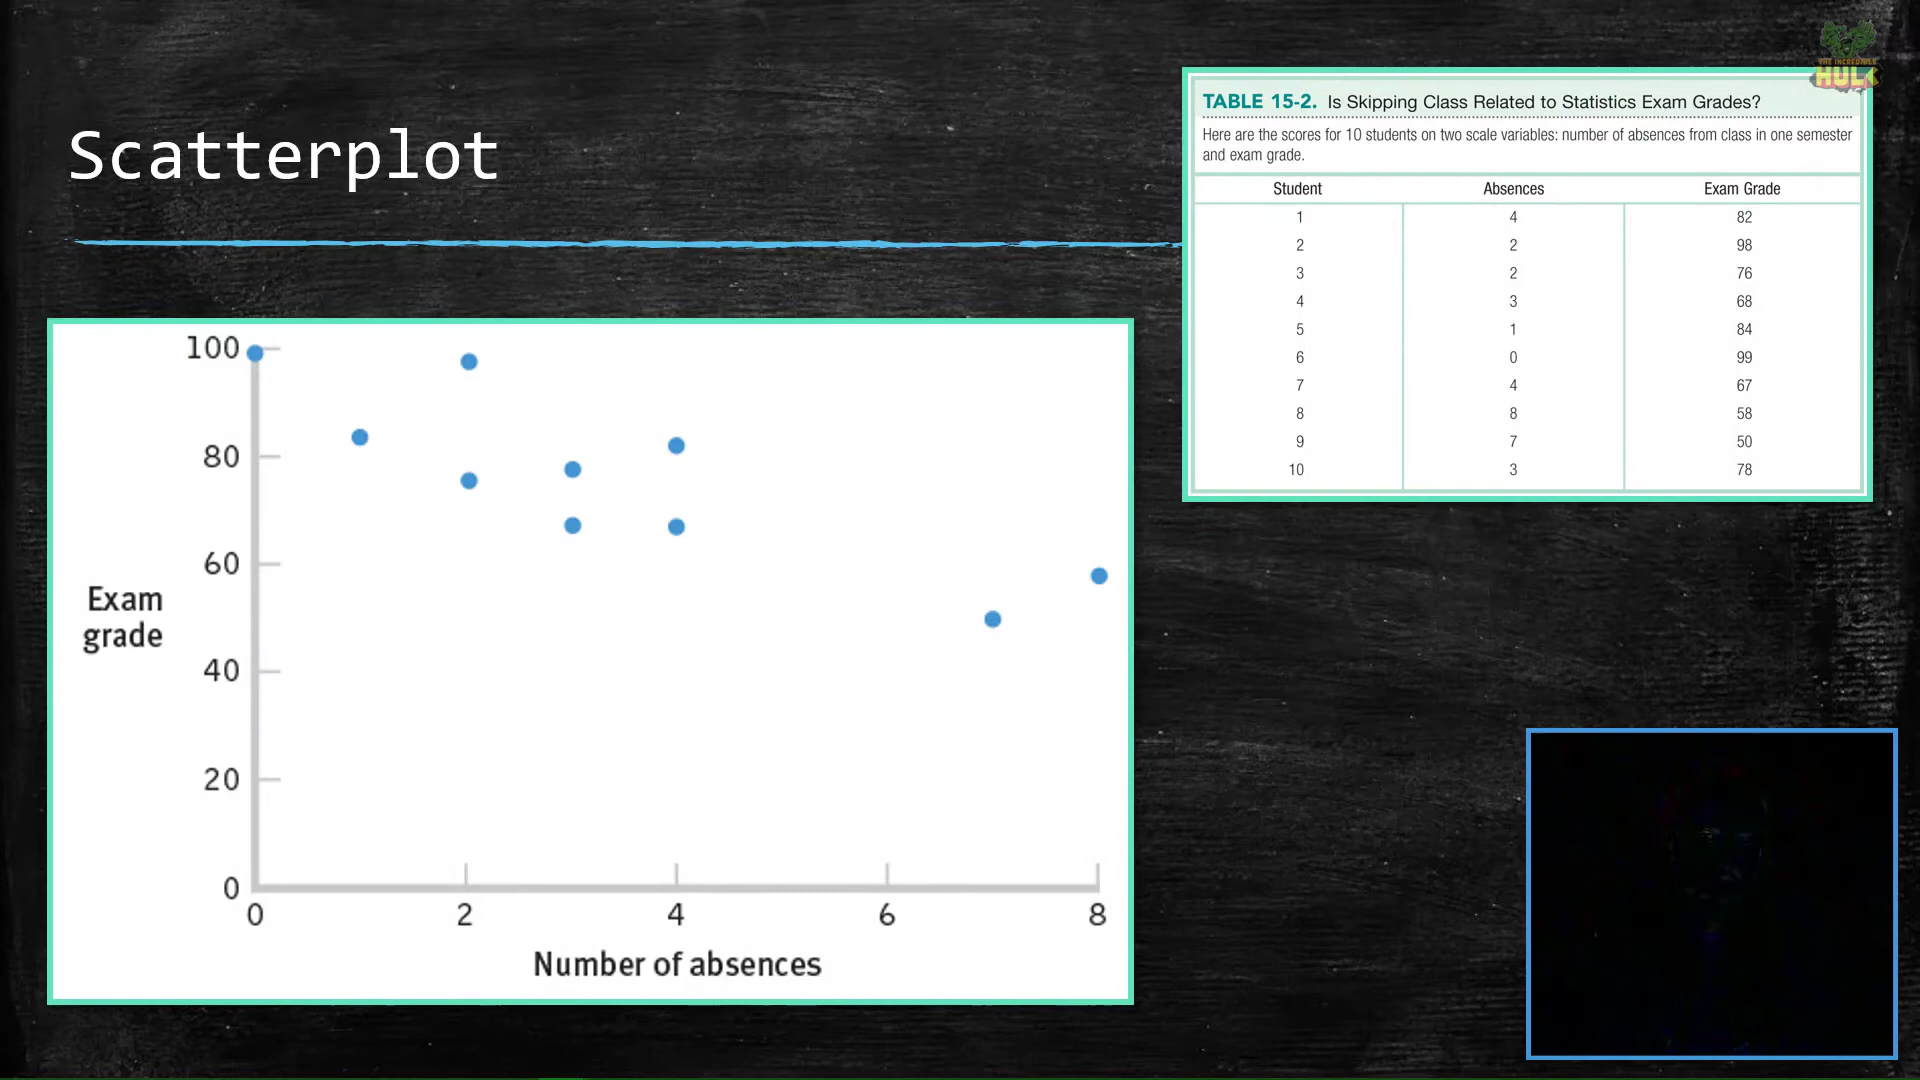 Scatterplot
THE INCREDIBLE
HULK
TABLE 15-2. Is Skipping Class Related to Statistics Exam Grades?
Here are the scores for 10 students on two scale variables: number of absences from class in one semester
and exam grade.
Student Absences Exam Grade
1 4 82
2 2 98
3 2 76
4 3 68
5 1 84
6 0 99
7 4 67
8 8 58
9 7 50
10 3 78
100
80
60
Exam
grade
40
20
0
0 2 4 6 8
Number of absences